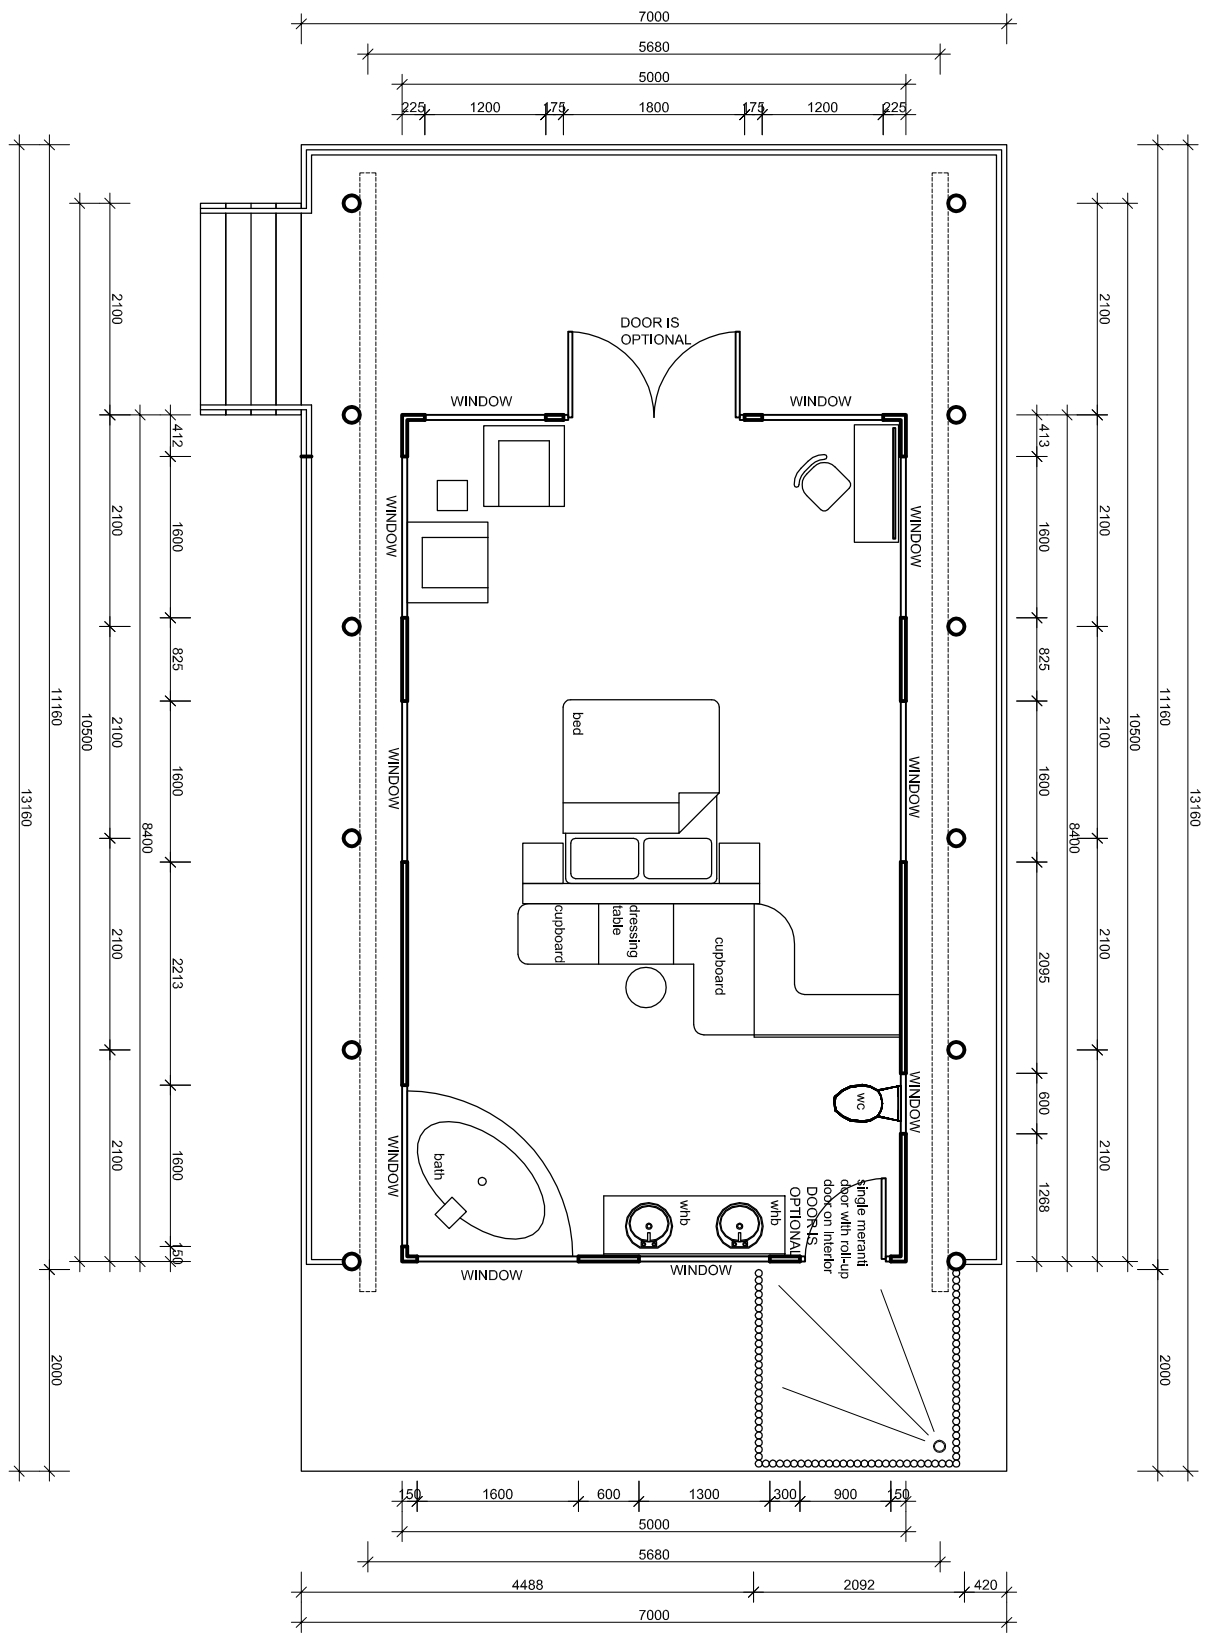 7000
5680
5000
225
1200
175
1800
175
1200
225
DOOR IS
OPTIONAL
WINDOW
WINDOW
13160
11160
10500
2100
2100
2100
2100
2100
8400
412
1600
825
1600
2213
1600
150
2000
WINDOW
WINDOW
WINDOW
bed
cupboard
dressing
table
cupboard
bath
whb
whb
wc
WINDOW
WINDOW
WINDOW
single meranti
door with roll-up
door on interior
DOOR IS
OPTIONAL
WINDOW
WINDOW
413
1600
825
1600
2095
600
1268
8400
2100
2100
2100
2100
2100
10500
11160
2000
13160
150
1600
600
1300
300
900
150
5000
5680
4488
2092
420
7000